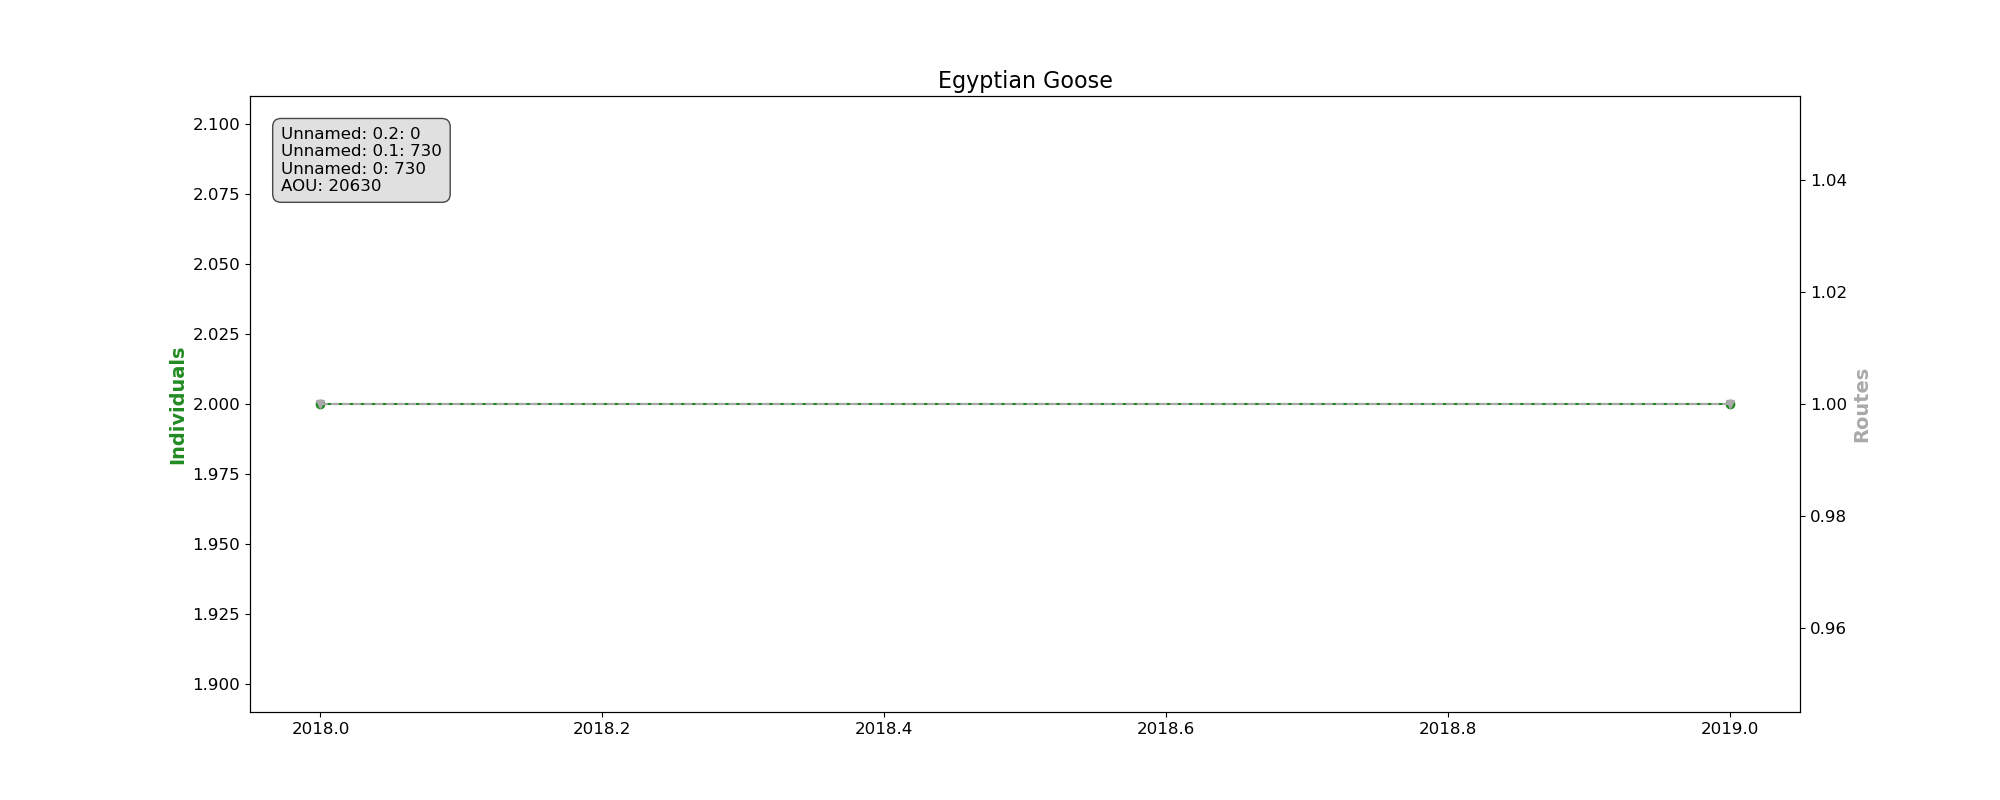 Egyptian Goose
Unnamed: 0.2: 0
Unnamed: 0.1: 730
Unnamed: 0: 730
AOU: 20630
Individuals
2.100
2.075
2.050
2.025
2.000
1.975
1.950
1.925
1.900
1.04
1.02
1.00
0.98
0.96
Routes
2018.0 2018.2 2018.4 2018.6 2018.8 2019.0